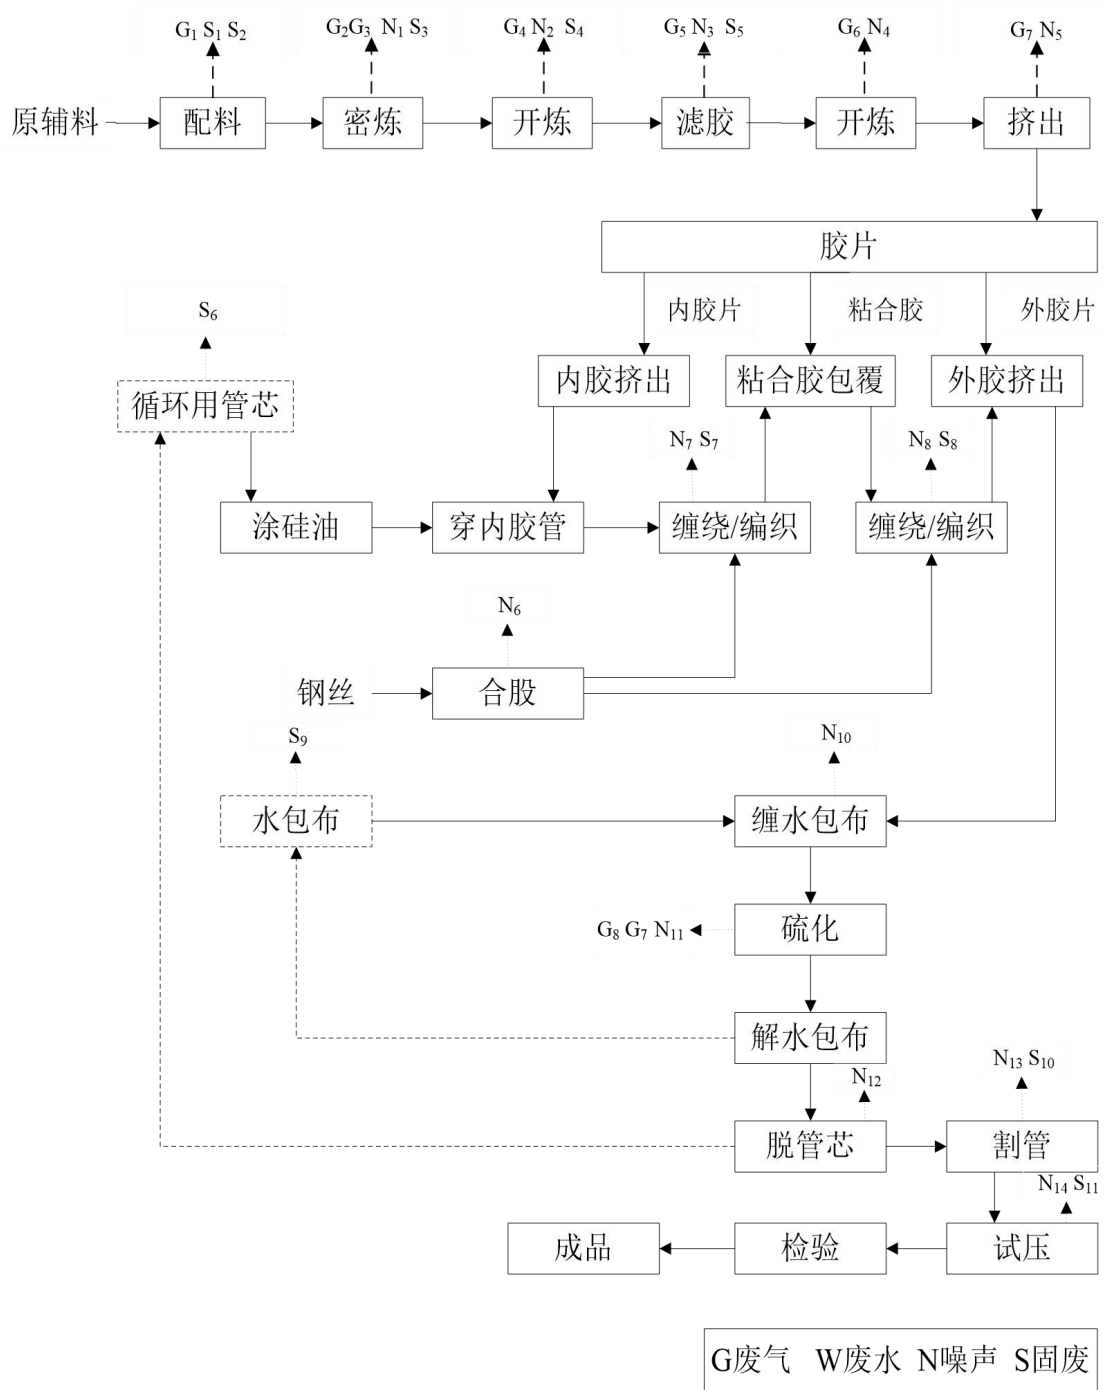 G₁ S₁ S₂
G₂G₃ N₁ S₃
G₄ N₂ S₄
G₅ N₃ S₅
G₆ N₄
G₇ N₅
原辅料
配料
密炼
开炼
滤胶
开炼
挤出
胶片
S₆
内胶片
粘合胶
外胶片
循环用管芯
内胶挤出
粘合胶包覆
外胶挤出
N₇ S₇
N₈ S₈
涂硅油
穿内胶管
缠绕/编织
缠绕/编织
N₆
钢丝
合股
S₉
N₁₀
水包布
缠水包布
G₈ G₇ N₁₁
硫化
解水包布
N₁₂
N₁₃ S₁₀
脱管芯
割管
N₁₄ S₁₁
成品
检验
试压
G废气 W废水 N噪声 S固废